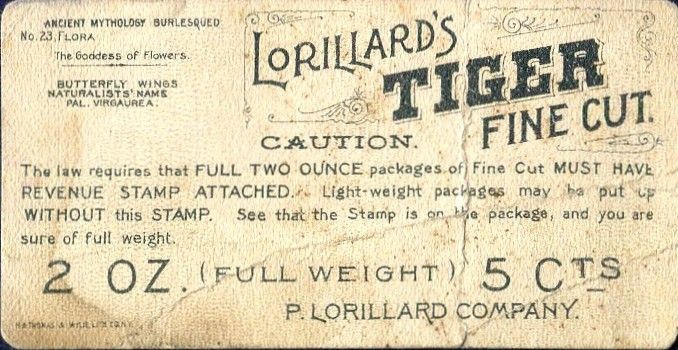 ANCIENT MYTHOLOGY BURLESQUED
No. 23, FLORA
The Goddess of Flowers.
BUTTERFLY WINGS
NATURALISTS' NAME
PAL. VIRGAUREA.
LORILLARD'S
TIGER
FINE CUT.
CAUTION.
The law requires that FULL TWO OUNCE packages of Fine Cut MUST HAVE
REVENUE STAMP ATTACHED. Light-weight packages may be put up
WITHOUT this STAMP. See that the Stamp is on the package, and you are
sure of full weight.
2 OZ. (FULL WEIGHT) 5 CTS
P. LORILLARD COMPANY.